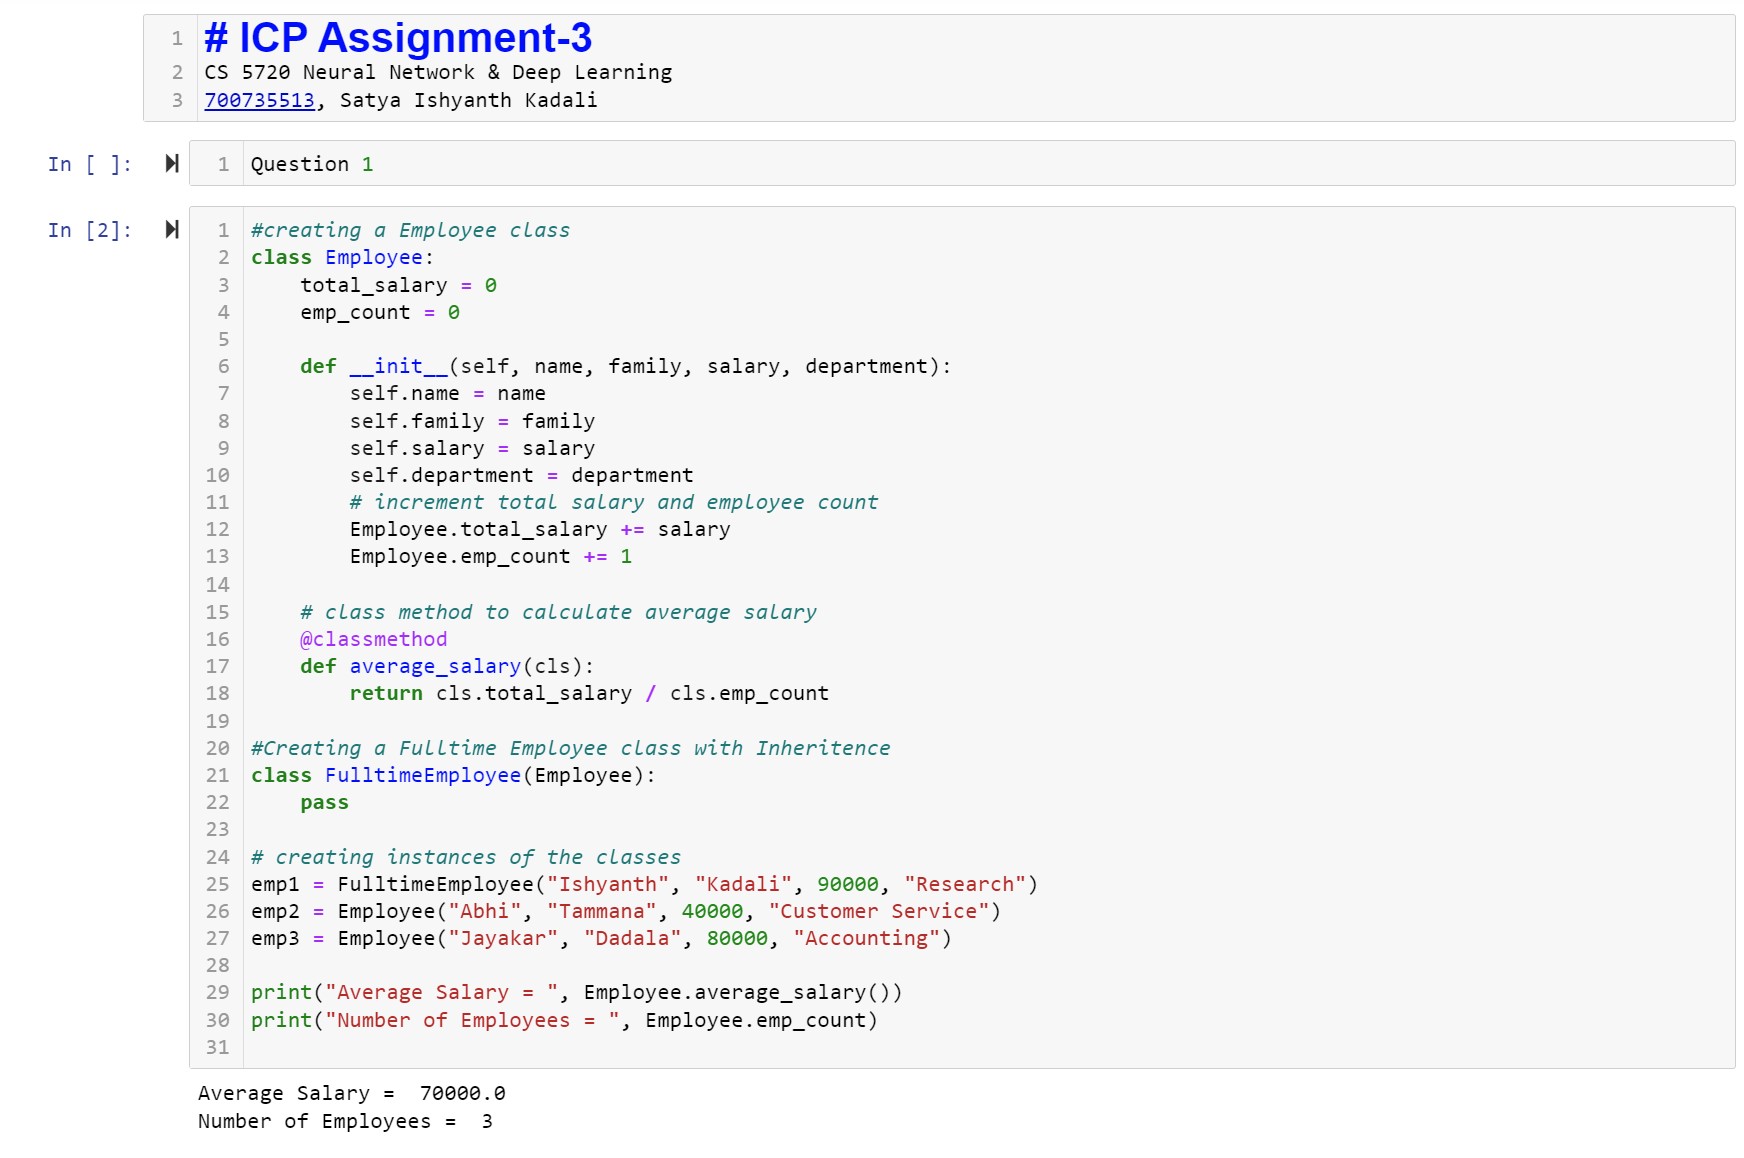 1 # ICP Assignment-3
2 CS 5720 Neural Network & Deep Learning
3 700735513, Satya Ishyanth Kadali
In [ ]: 1 Question 1
In [2]: 1 #creating a Employee class
2 class Employee:
3     total_salary = 0
4     emp_count = 0
5
6     def __init__(self, name, family, salary, department):
7         self.name = name
8         self.family = family
9         self.salary = salary
10         self.department = department
11         # increment total salary and employee count
12         Employee.total_salary += salary
13         Employee.emp_count += 1
14
15     # class method to calculate average salary
16     @classmethod
17     def average_salary(cls):
18         return cls.total_salary / cls.emp_count
19
20 #Creating a Fulltime Employee class with Inheritence
21 class FulltimeEmployee(Employee):
22     pass
23
24 # creating instances of the classes
25 emp1 = FulltimeEmployee("Ishyanth", "Kadali", 90000, "Research")
26 emp2 = Employee("Abhi", "Tammana", 40000, "Customer Service")
27 emp3 = Employee("Jayakar", "Dadala", 80000, "Accounting")
28
29 print("Average Salary = ", Employee.average_salary())
30 print("Number of Employees = ", Employee.emp_count)
31
Average Salary =  70000.0
Number of Employees =  3